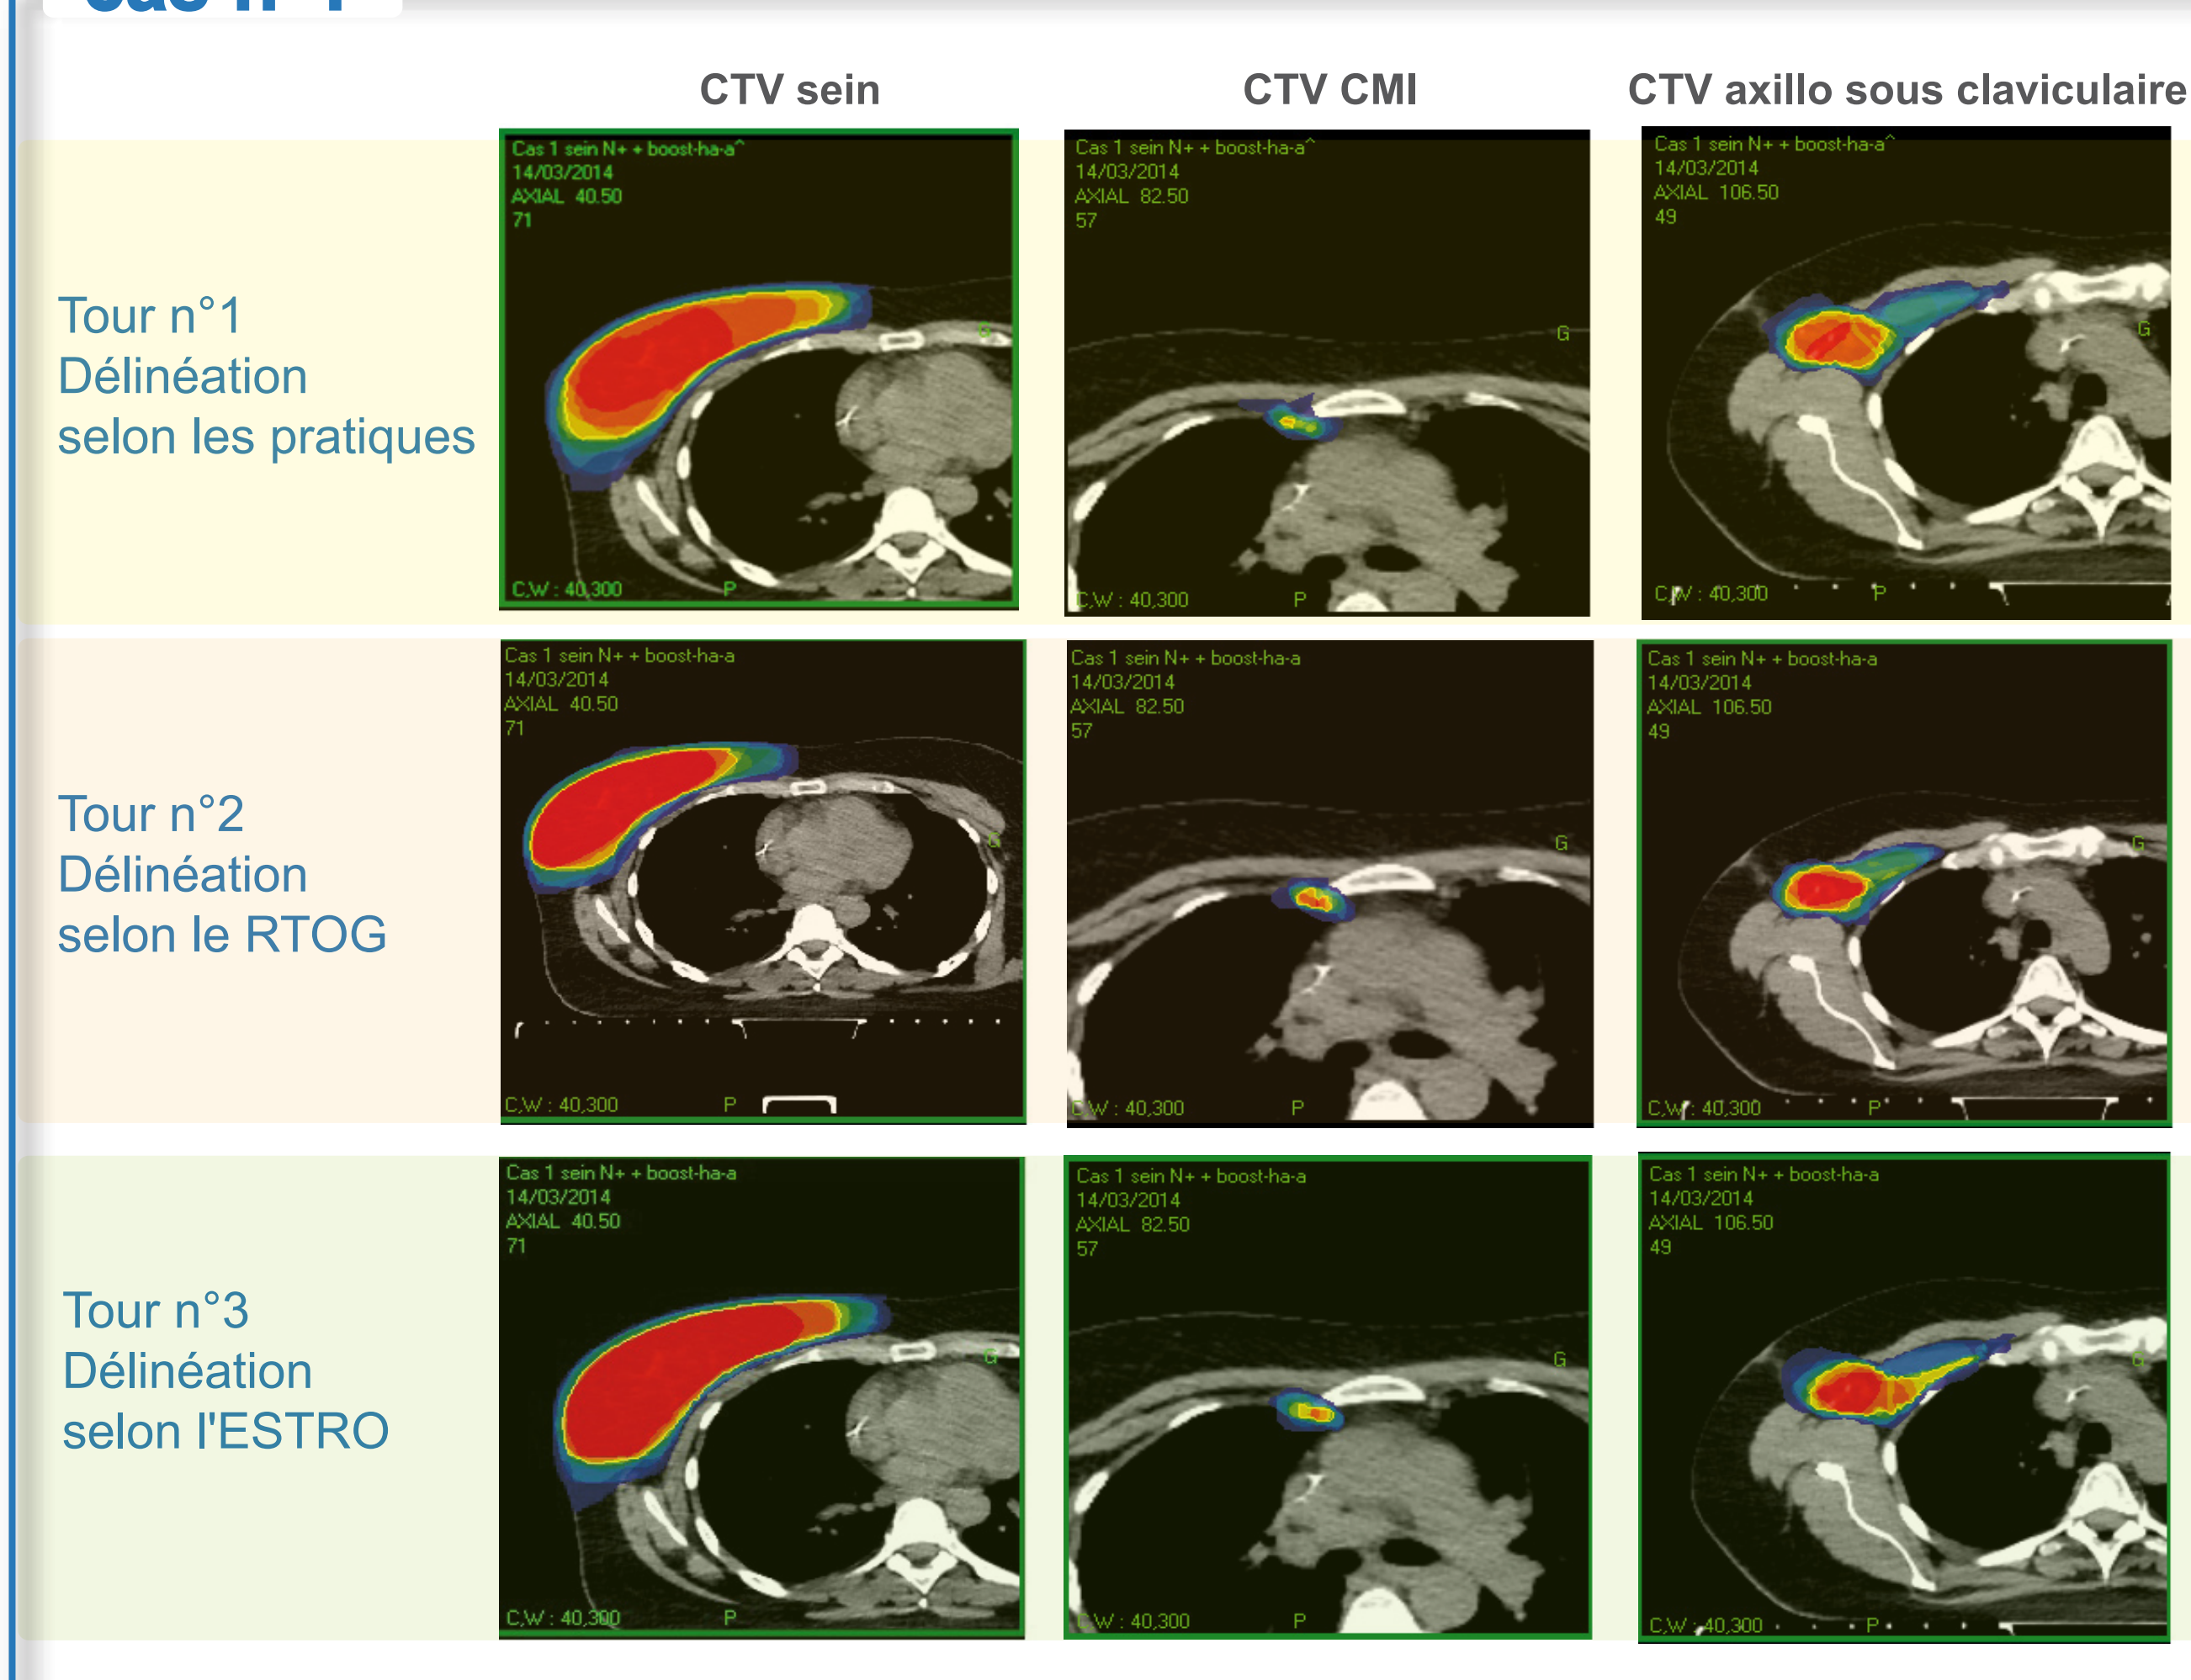 cas n°1
CTV sein
CTV CMI
CTV axillo sous claviculaire
Tour n°1
Délinéation
selon les pratiques
Cas 1 sein N+ + boost-ha-a^
14/03/2014
AXIAL 40.50
71
G
C,W : 40,300
P
Cas 1 sein N+ + boost-ha-a^
14/03/2014
AXIAL 82.50
57
G
C,W : 40,300
P
Cas 1 sein N+ + boost-ha-a^
14/03/2014
AXIAL 106.50
49
G
C,W : 40,300
P
Tour n°2
Délinéation
selon le RTOG
Cas 1 sein N+ + boost-ha-a
14/03/2014
AXIAL 40.50
71
G
C,W : 40,300
P
Cas 1 sein N+ + boost-ha-a
14/03/2014
AXIAL 82.50
57
G
C,W : 40,300
P
Cas 1 sein N+ + boost-ha-a
14/03/2014
AXIAL 106.50
49
G
C,W : 40,300
P
Tour n°3
Délinéation
selon l'ESTRO
Cas 1 sein N+ + boost-ha-a
14/03/2014
AXIAL 40.50
71
G
C,W : 40,300
P
Cas 1 sein N+ + boost-ha-a
14/03/2014
AXIAL 82.50
57
G
C,W : 40,300
P
Cas 1 sein N+ + boost-ha-a
14/03/2014
AXIAL 106.50
49
G
C,W : 40,300
P